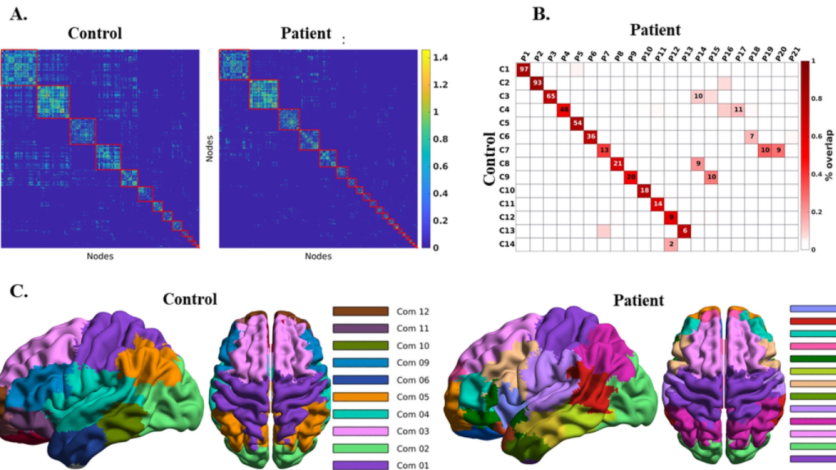 A.
Control
Patient
:
1.4
1.2
1
0.8
0.6
0.4
0.2
0
Nodes
Nodes
Nodes
B.
Patient
P1 P2 P3 P4 P5 P6 P7 P8 P9 P10 P11 P12 P13 P14 P15 P16 P17 P18 P19 P20 P21
Control
C1 97
C2 93
C3 65 10
C4 11
C5 54
C6 36 7
C7 13 10 9
C8 21 9
C9 10
C10 18
C11 14
C12
C13 6
C14 2
1
0.8
0.6
0.4
0.2
0
% overlap
C.
Control
Com 12
Com 11
Com 10
Com 09
Com 06
Com 05
Com 04
Com 03
Com 02
Com 01
Patient